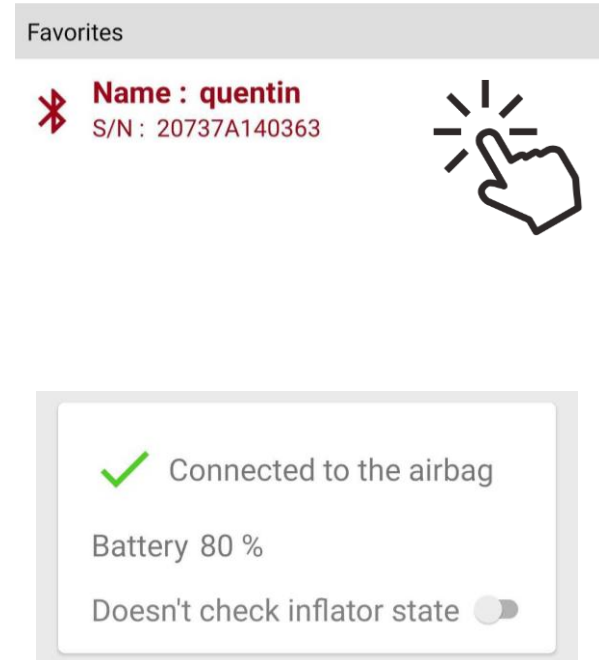 Favorites
Name : quentin
S/N : 20737A140363
Connected to the airbag
Battery 80 %
Doesn't check inflator state